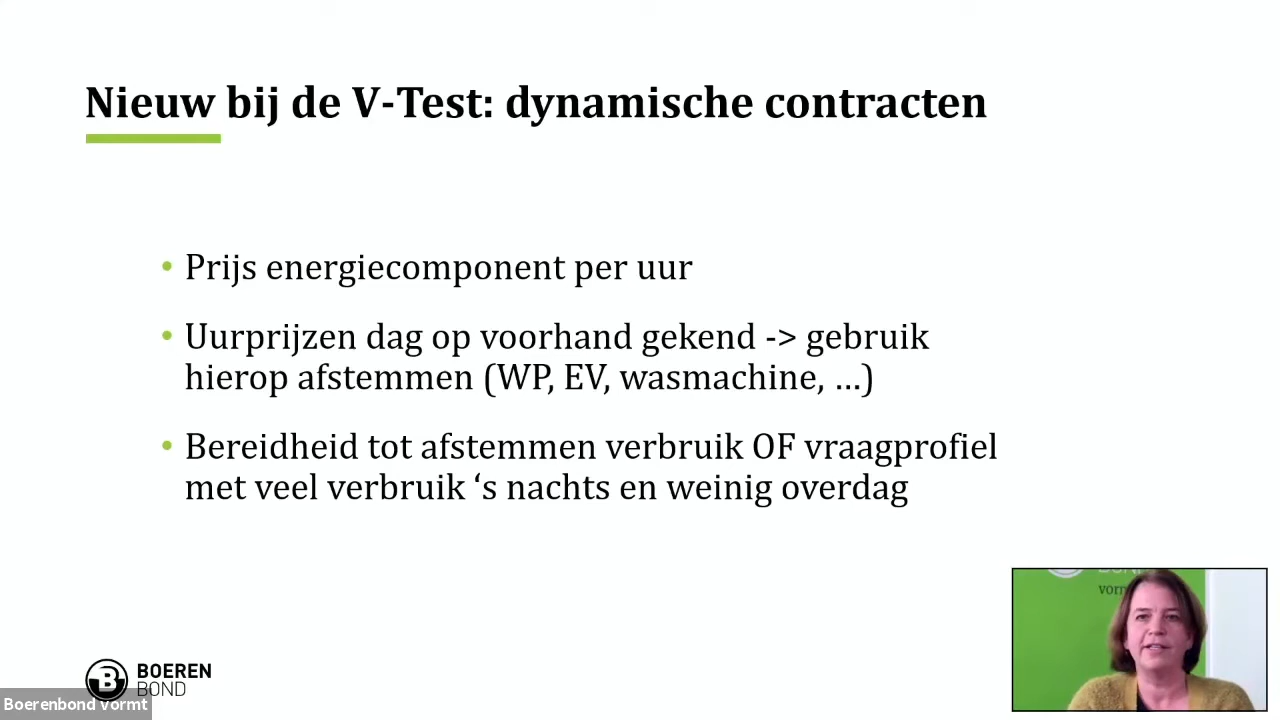 Nieuw bij de V-Test: dynamische contracten
• Prijs energiecomponent per uur
• Uurprijzen dag op voorhand gekend -> gebruik
hierop afstemmen (WP, EV, wasmachine, ...)
• Bereidheid tot afstemmen verbruik OF vraagprofiel
met veel verbruik ‘s nachts en weinig overdag
B BOEREN
BOND
Boerenbond Vormt